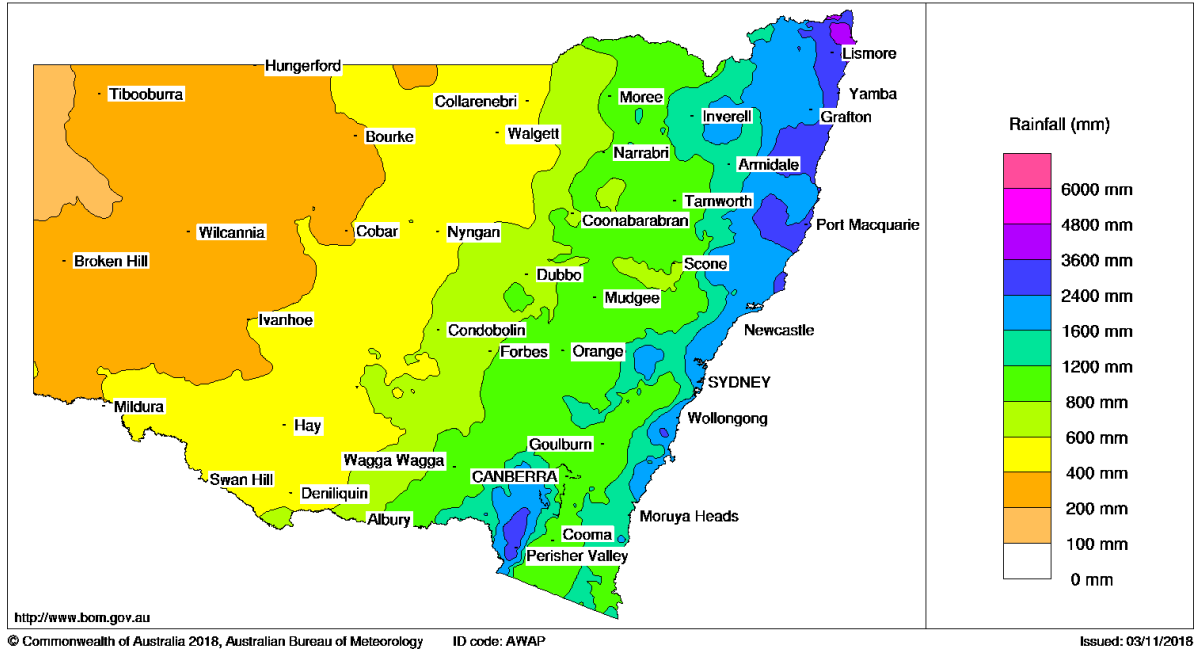 Hungerford
Lismore
Tibooburra
Collarenebri
Moree
Yamba
Inverell
Grafton
Bourke
Walgett
Narrabri
Armidale
Tamworth
Coonabarabran
Wilcannia
Cobar
Nyngan
Port Macquarie
Broken Hill
Dubbo
Scone
Mudgee
Ivanhoe
Condobolin
Newcastle
Forbes
Orange
SYDNEY
Mildura
Wollongong
Hay
Goulburn
Wagga Wagga
Swan Hill
CANBERRA
Deniliquin
Albury
Moruya Heads
Cooma
Perisher Valley
Rainfall (mm)
6000 mm
4800 mm
3600 mm
2400 mm
1600 mm
1200 mm
800 mm
600 mm
400 mm
200 mm
100 mm
0 mm
http://www.bom.gov.au
© Commonwealth of Australia 2018, Australian Bureau of Meteorology ID code: AWAP Issued: 03/11/2018